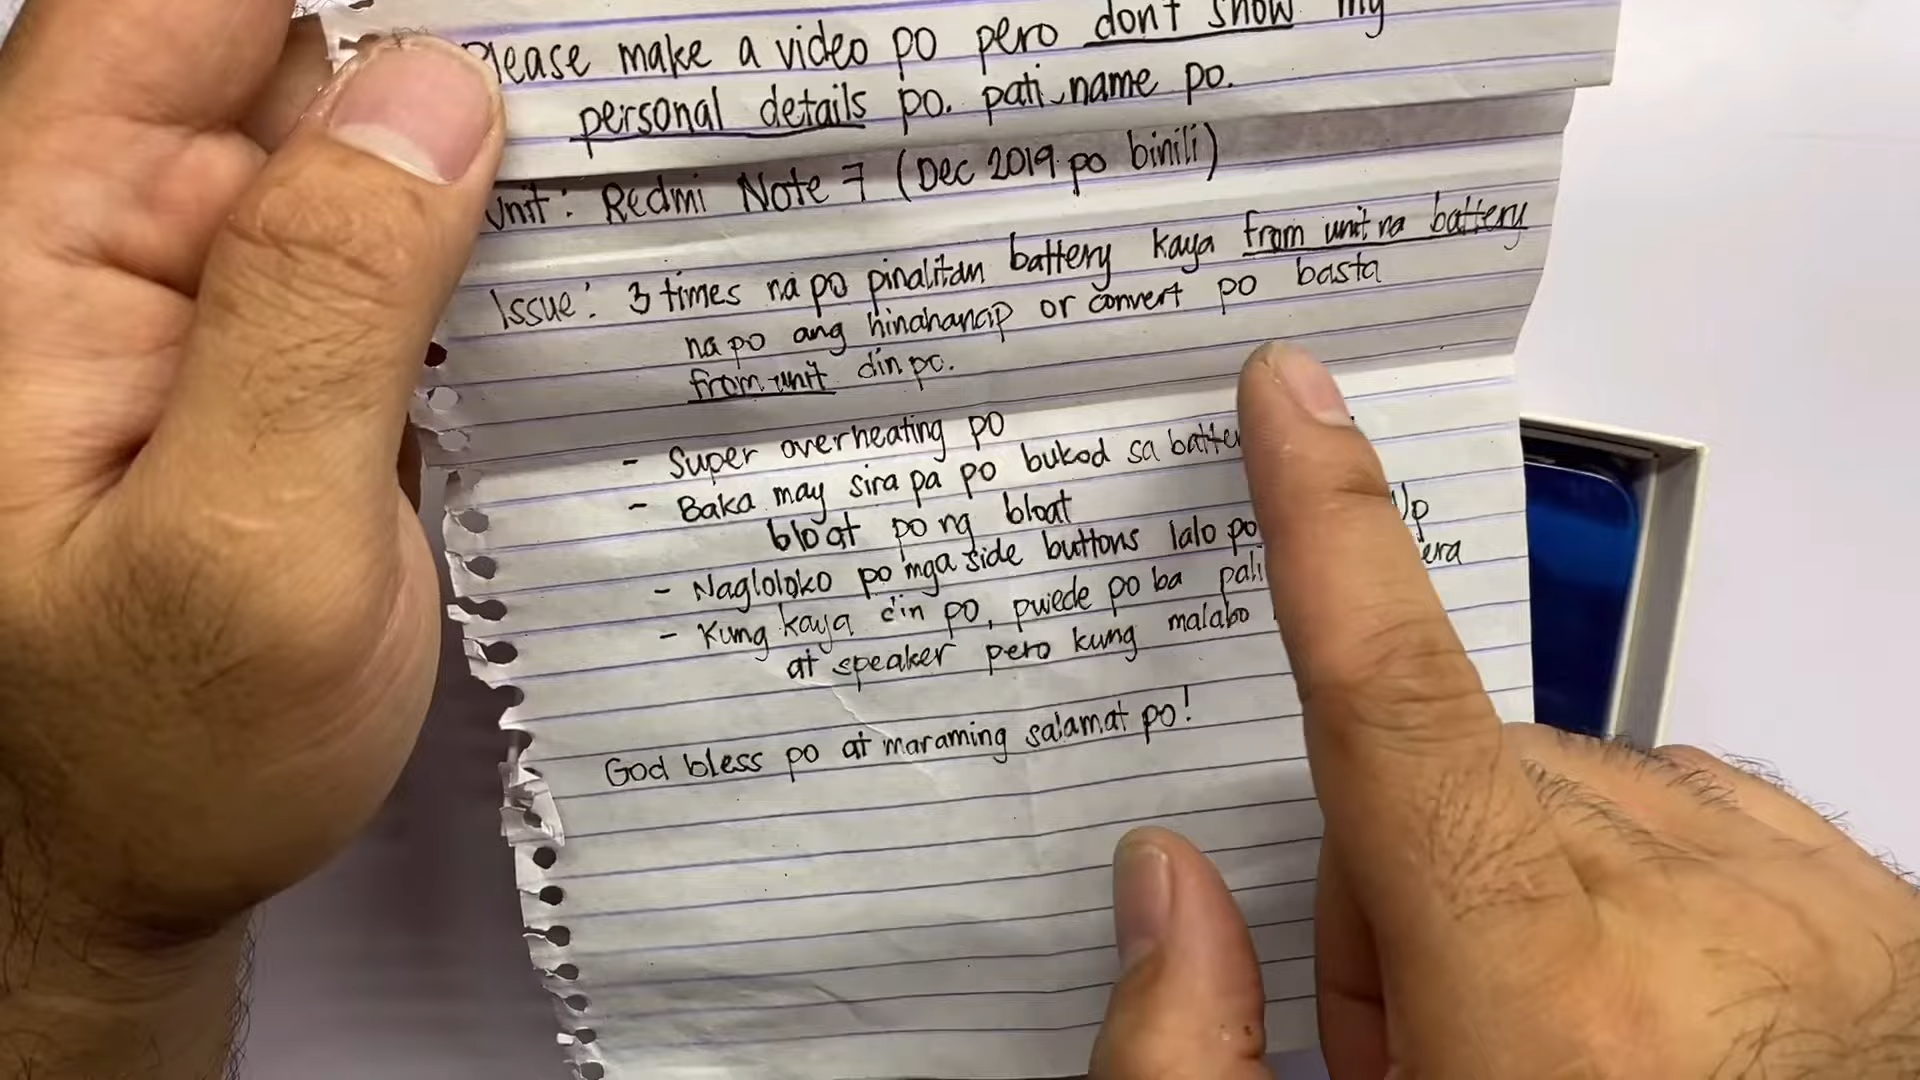 Please make a video po pero don't show my
personal details po. pati name po.
Unit: Redmi Note 7 (Dec 2019 po binili)
Issue: 3 times na po pinalitan battery kaya from unit na battery
na po ang hinahanap or convert po basta
from unit din po.
- Super overheating po
- Baka may sira pa po bukod sa
bloat po ng bloat
- Nagloloko po mga side buttons lalo po Up
- Kung kaya din po, puede po ba
at speaker pero kung malabo
God bless po at maraming salamat po!